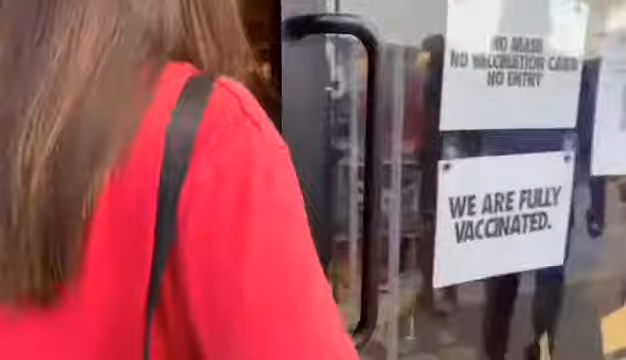 NO MASK
NO VACCINATION CARD
NO ENTRY
WE ARE FULLY
VACCINATED.